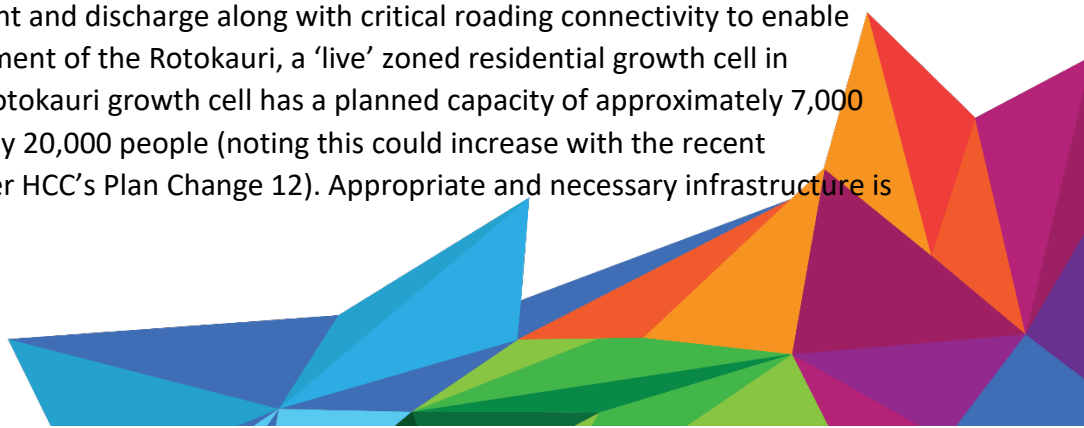 nt and discharge along with critical roading connectivity to enable
ment of the Rotokauri, a ‘live’ zoned residential growth cell in
otokauri growth cell has a planned capacity of approximately 7,000
y 20,000 people (noting this could increase with the recent
er HCC’s Plan Change 12). Appropriate and necessary infrastructure is